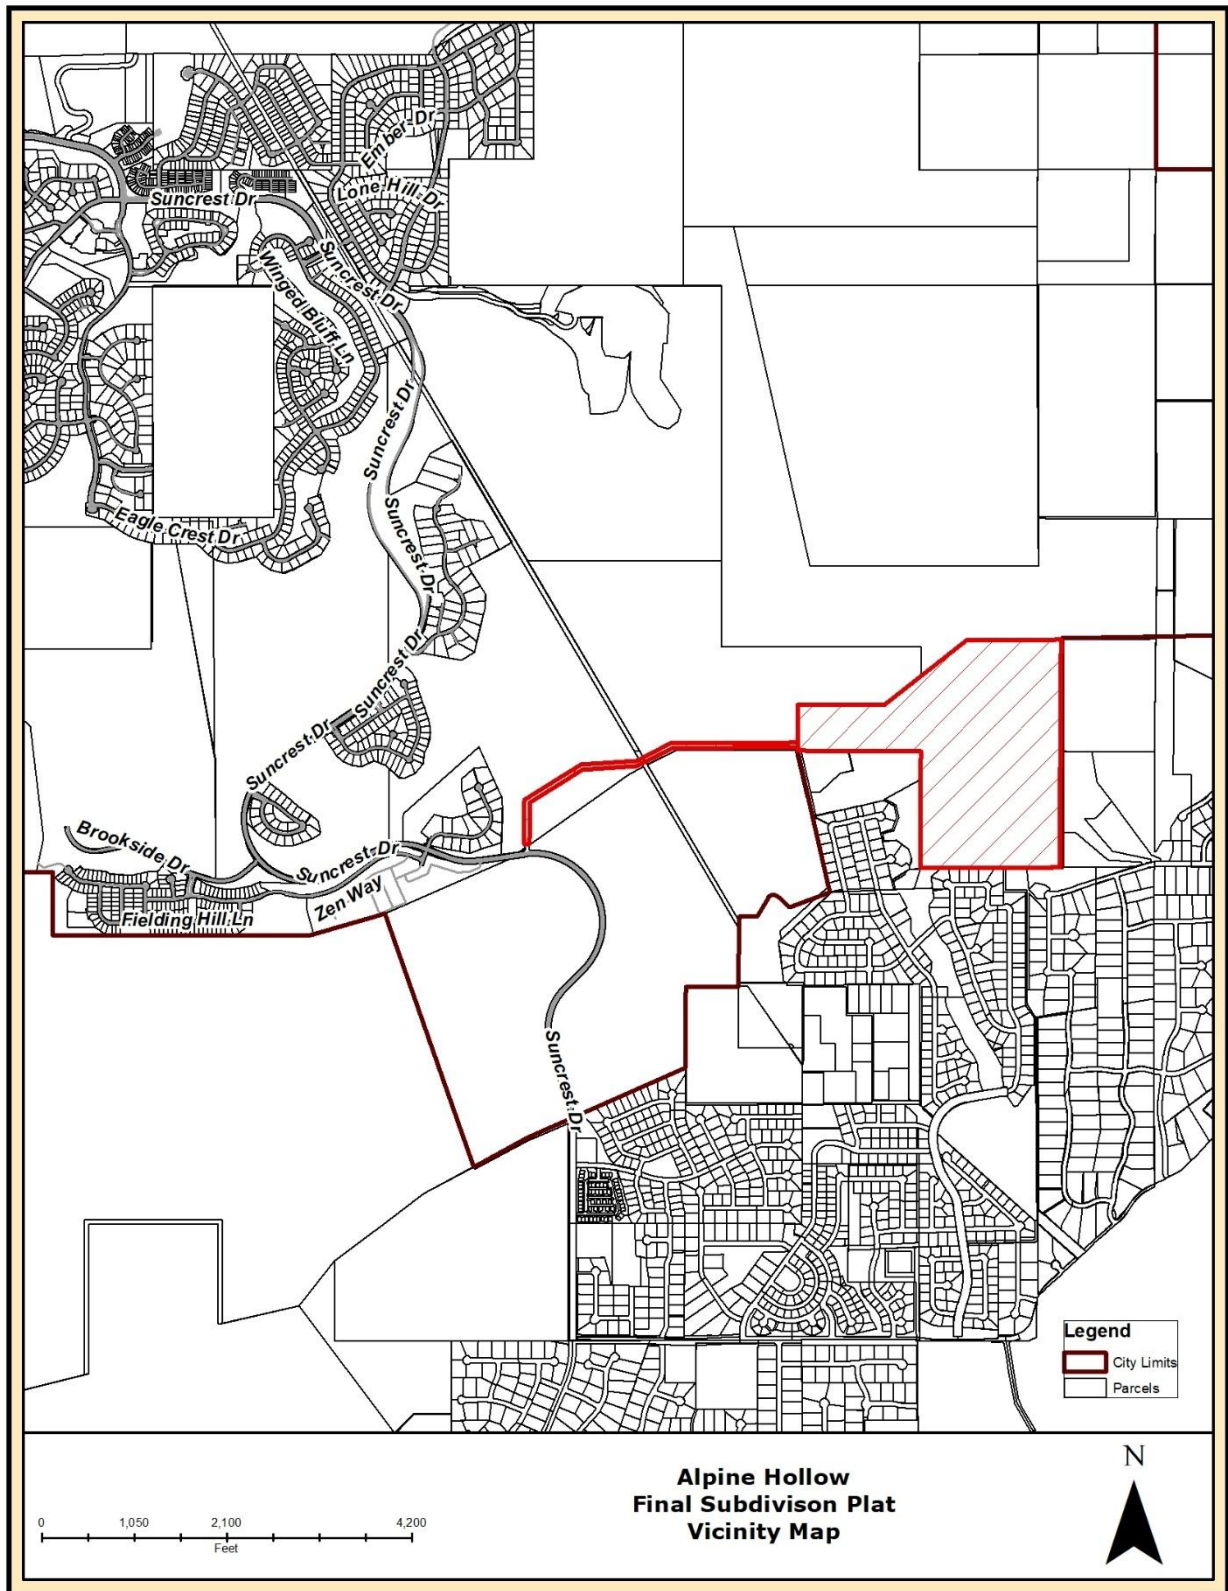 Ember Dr
Lone Hill Dr
Suncrest Dr
Suncrest Dr
Winged Bluff Ln
Suncrest Dr
Suncrest Dr
Eagle Crest Dr
Suncrest Dr
Suncrest Dr
Brookside Dr
Suncrest Dr
Zen Way
Fielding Hill Ln
Suncrest Dr
Legend
City Limits
Parcels
N
Alpine Hollow
Final Subdivison Plat
Vicinity Map
0 1,050 2,100 4,200
Feet